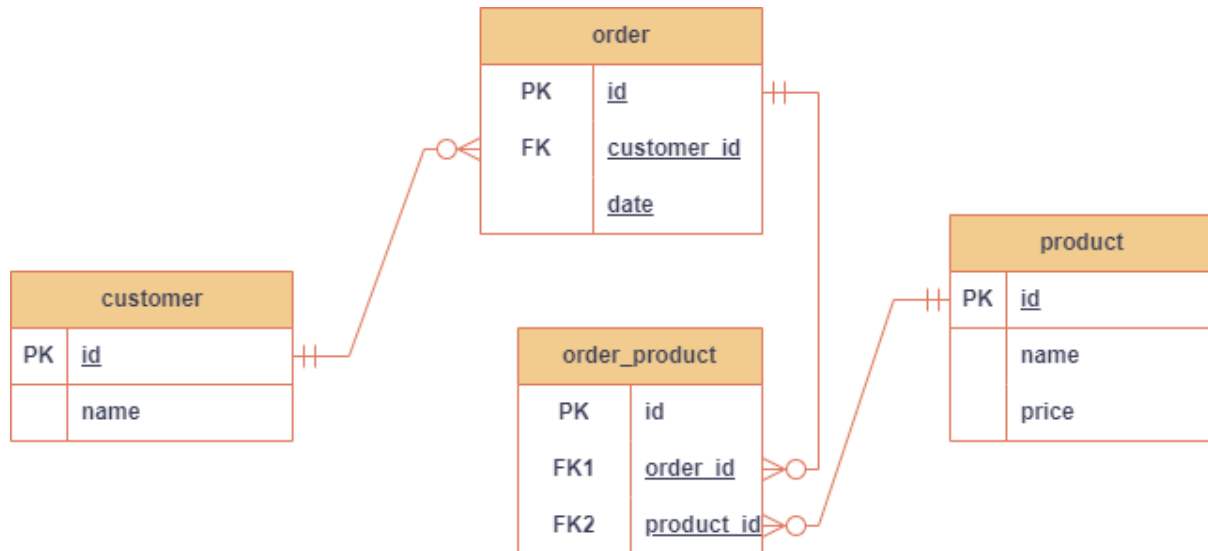 order
PK id
FK customer_id
date
customer
PK id
name
order_product
PK id
FK1 order_id
FK2 product_id
product
PK id
name
price